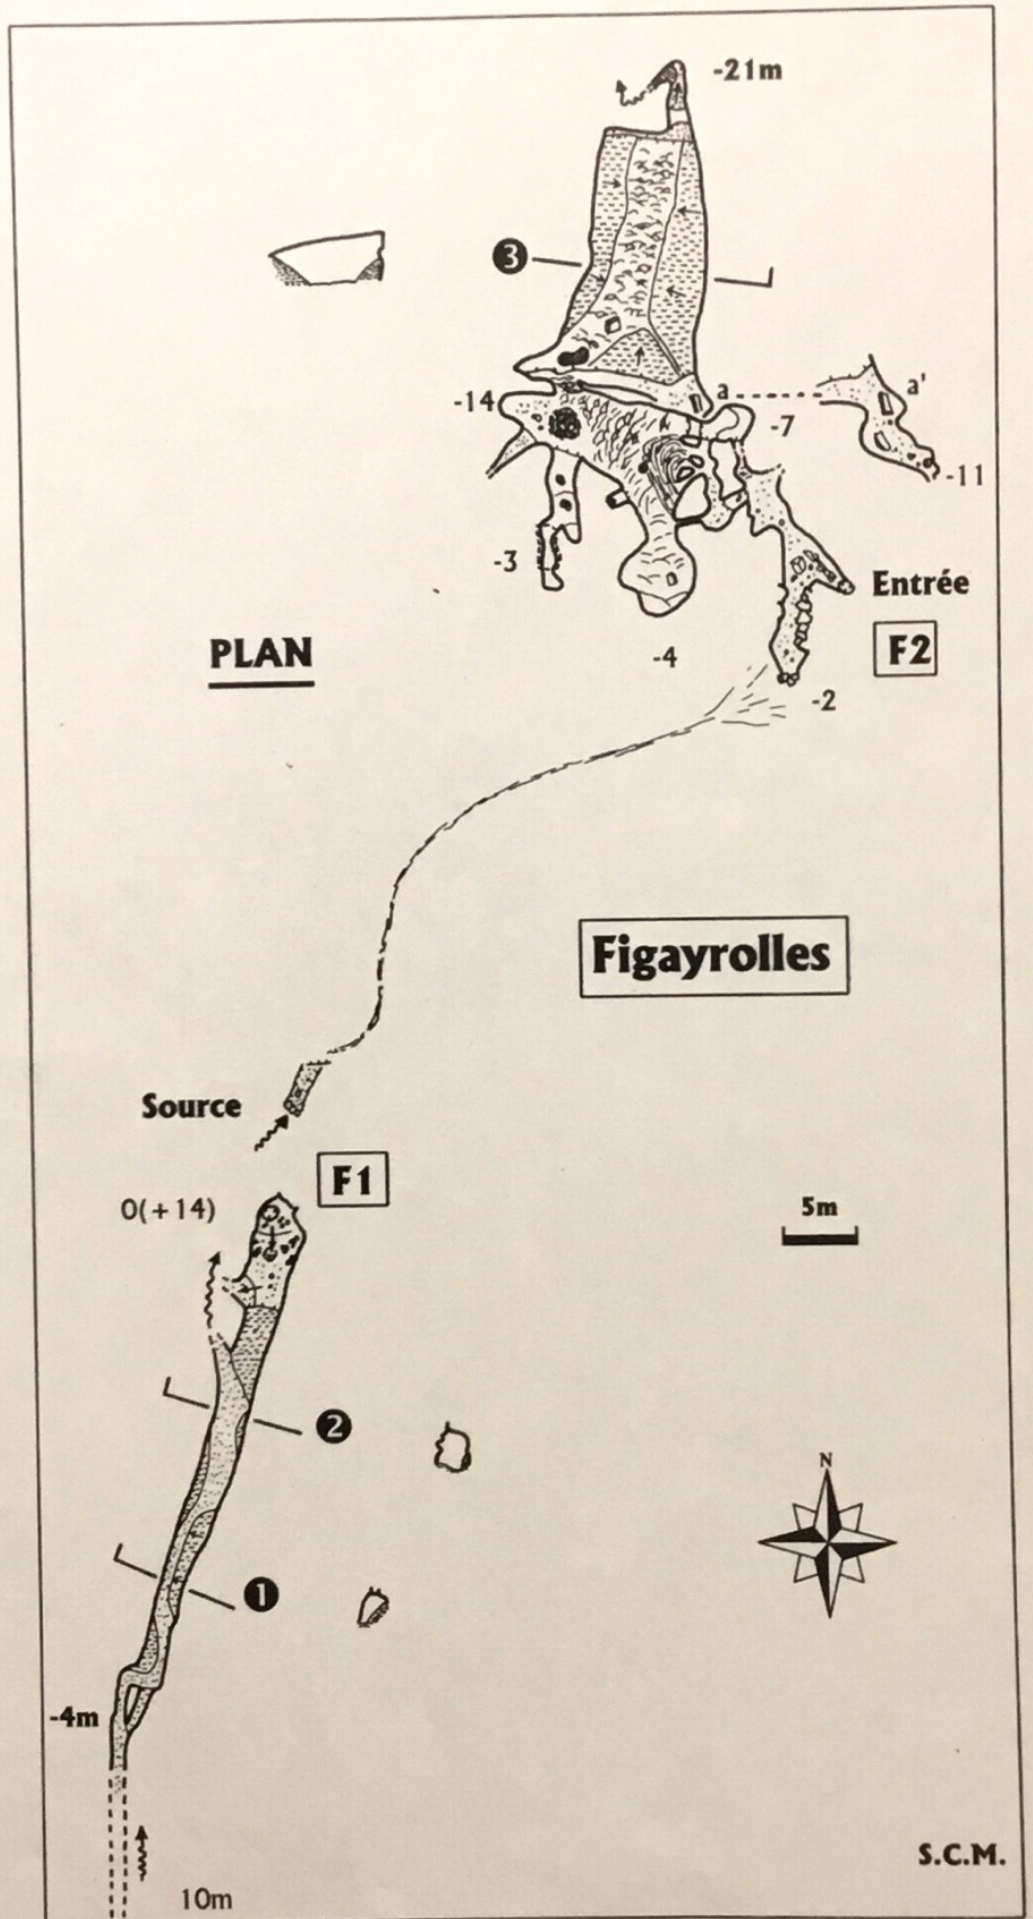 -21m
3
-14
a
a'
-7
-11
-3
Entrée
F2
PLAN
-4
-2
Figayrolles
Source
F1
0(+14)
5m
2
N
1
-4m
S.C.M.
10m